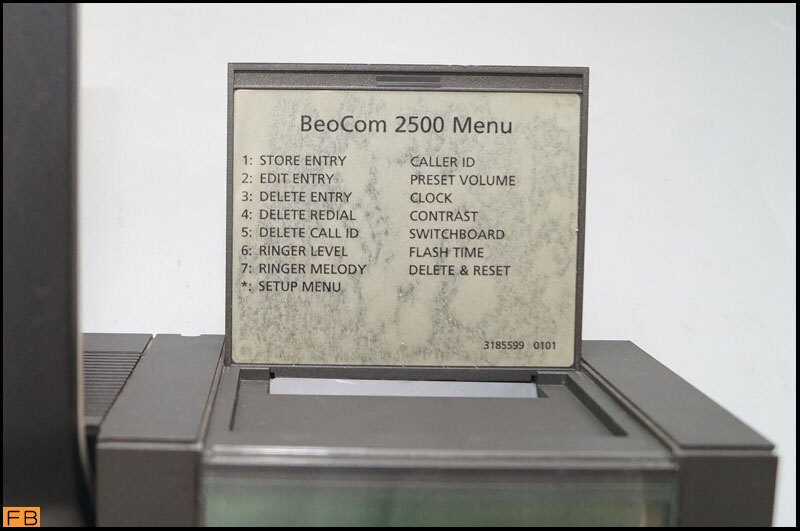 BeoCom 2500 Menu
1: STORE ENTRY CALLER ID
2: EDIT ENTRY PRESET VOLUME
3: DELETE ENTRY CLOCK
4: DELETE REDIAL CONTRAST
5: DELETE CALL ID SWITCHBOARD
6: RINGER LEVEL FLASH TIME
7: RINGER MELODY DELETE & RESET
*: SETUP MENU
3185599 0101
FB